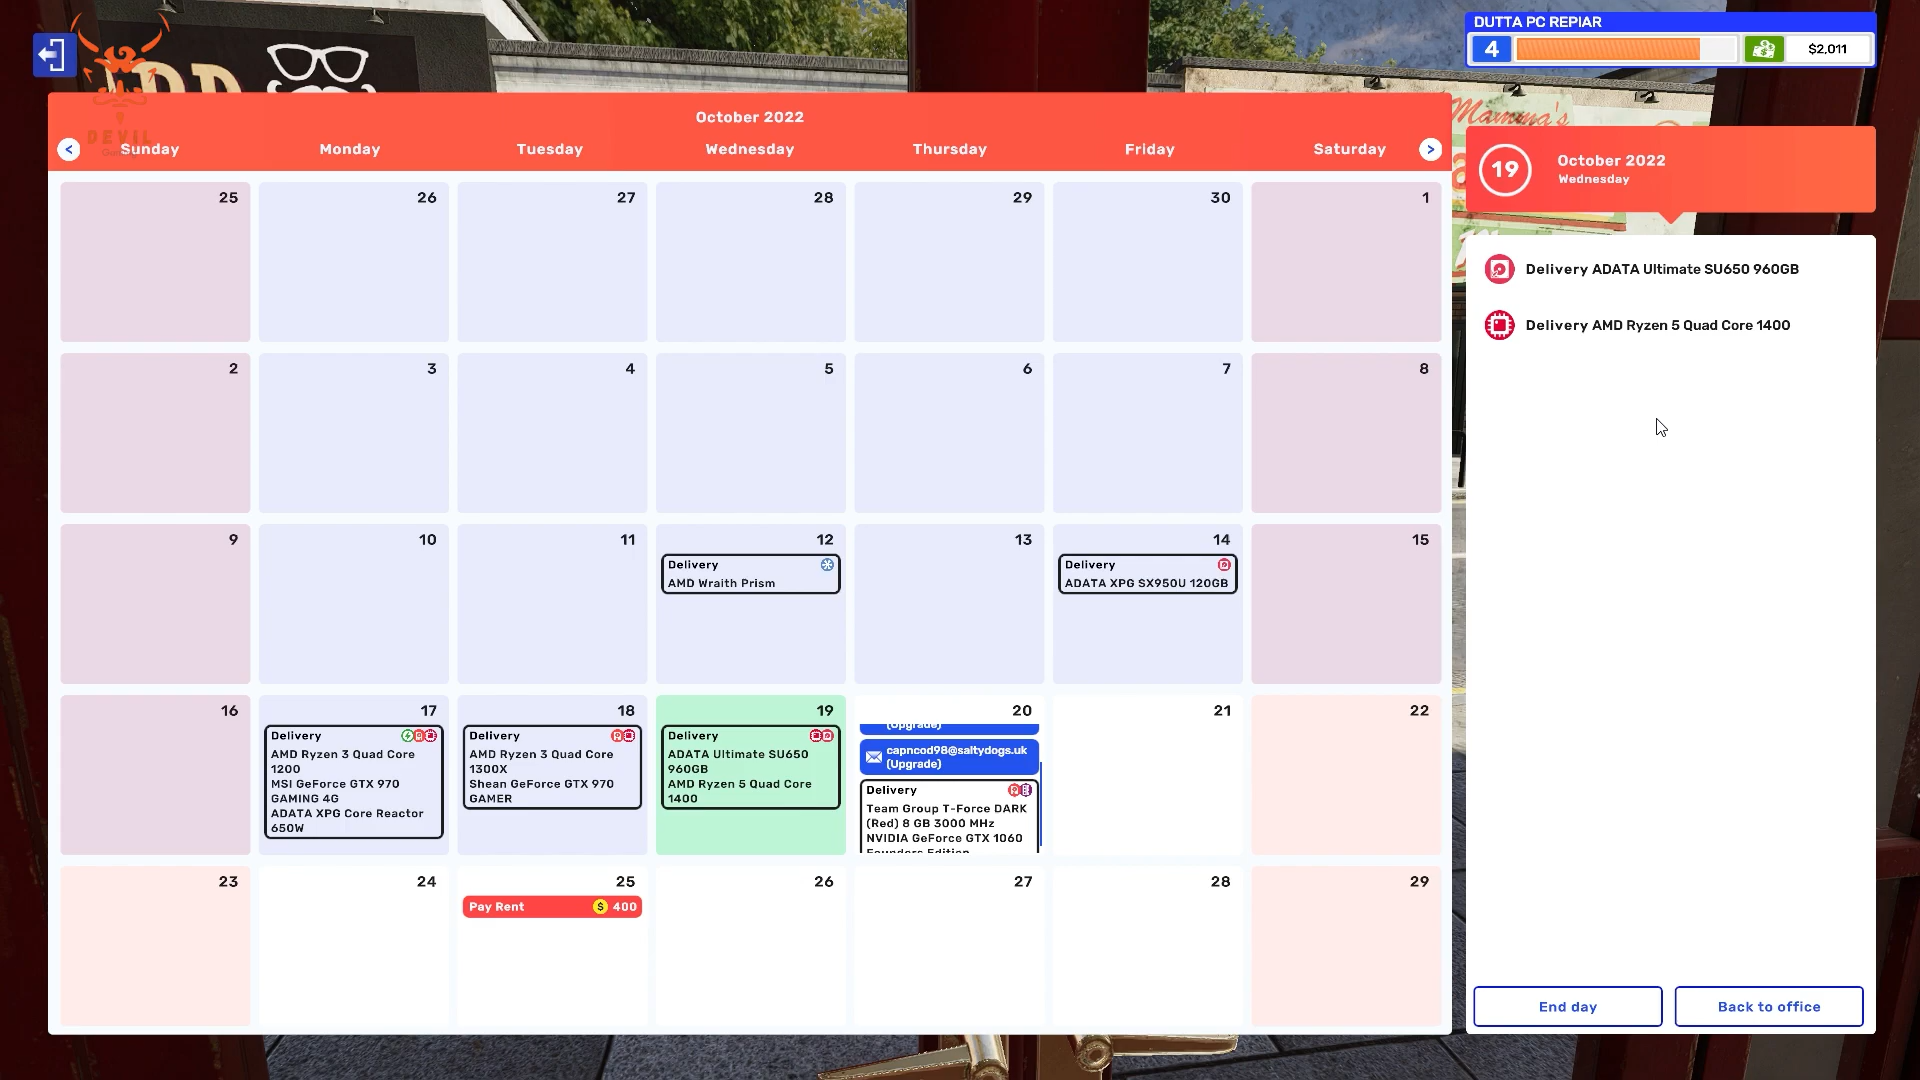 DUTTA PC REPIAR
4
$2,011
DEVIL
October 2022
<
Sunday
Monday
Tuesday
Wednesday
Thursday
Friday
Saturday
>
25
26
27
28
29
30
1
2
3
4
5
6
7
8
9
10
11
12
Delivery
AMD Wraith Prism
13
14
Delivery
ADATA XPG SX950U 120GB
15
16
17
Delivery
AMD Ryzen 3 Quad Core
1200
MSI GeForce GTX 970
GAMING 4G
ADATA XPG Core Reactor
650W
18
Delivery
AMD Ryzen 3 Quad Core
1300X
Shean GeForce GTX 970
GAMER
19
Delivery
ADATA Ultimate SU650
960GB
AMD Ryzen 5 Quad Core
1400
20
(Upgrade)
capncod98@saltydogs.uk
(Upgrade)
Delivery
Team Group T-Force DARK
(Red) 8 GB 3000 MHz
NVIDIA GeForce GTX 1060
Founders Edition
21
22
23
24
25
Pay Rent $ 400
26
27
28
29
Mamma's
19
October 2022
Wednesday
Delivery ADATA Ultimate SU650 960GB
Delivery AMD Ryzen 5 Quad Core 1400
End day
Back to office